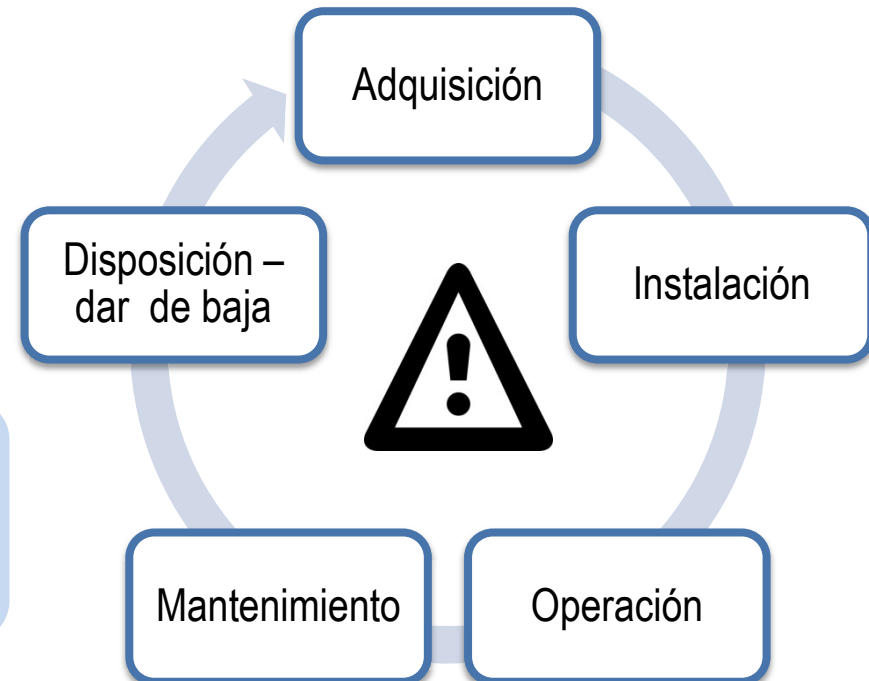 Adquisición
Instalación
Operación
Mantenimiento
Disposición –
dar de baja